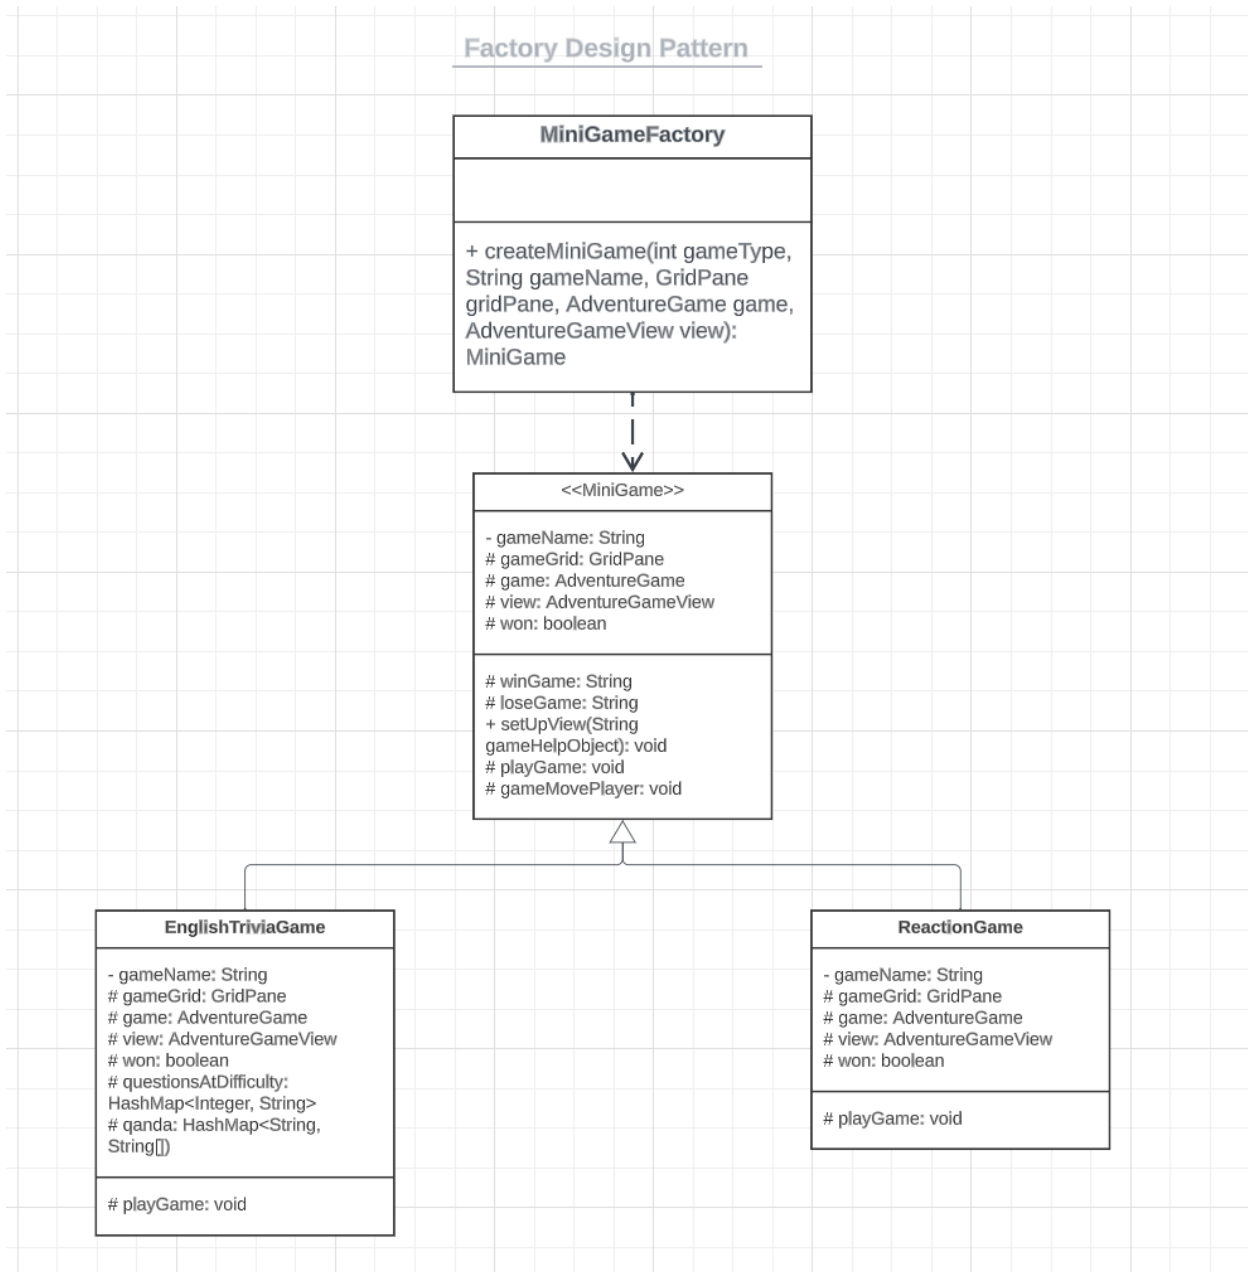 Factory Design Pattern
MiniGameFactory
+ createMiniGame(int gameType,
String gameName, GridPane
gridPane, AdventureGame game,
AdventureGameView view):
MiniGame
<<MiniGame>>
- gameName: String
# gameGrid: GridPane
# game: AdventureGame
# view: AdventureGameView
# won: boolean
# winGame: String
# loseGame: String
+ setUpView(String
gameHelpObject): void
# playGame: void
# gameMovePlayer: void
EnglishTriviaGame
- gameName: String
# gameGrid: GridPane
# game: AdventureGame
# view: AdventureGameView
# won: boolean
# questionsAtDifficulty:
HashMap<Integer, String>
# qanda: HashMap<String,
String[])
# playGame: void
ReactionGame
- gameName: String
# gameGrid: GridPane
# game: AdventureGame
# view: AdventureGameView
# won: boolean
# playGame: void